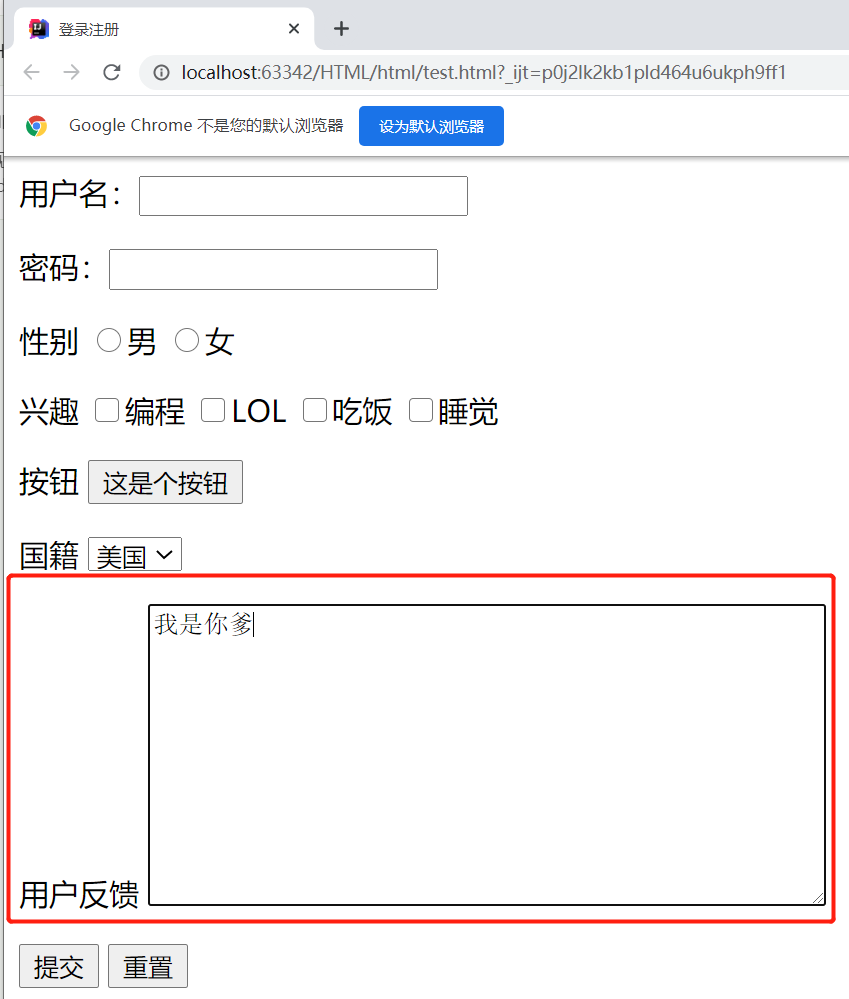 登录注册
localhost:63342/HTML/html/test.html?_ijt=p0j2lk2kb1pld464u6ukph9ff1
Google Chrome 不是您的默认浏览器 设为默认浏览器
用户名：
密码：
性别 男 女
兴趣 编程 LOL 吃饭 睡觉
按钮 这是个按钮
国籍 美国
我是你爹
用户反馈
提交 重置